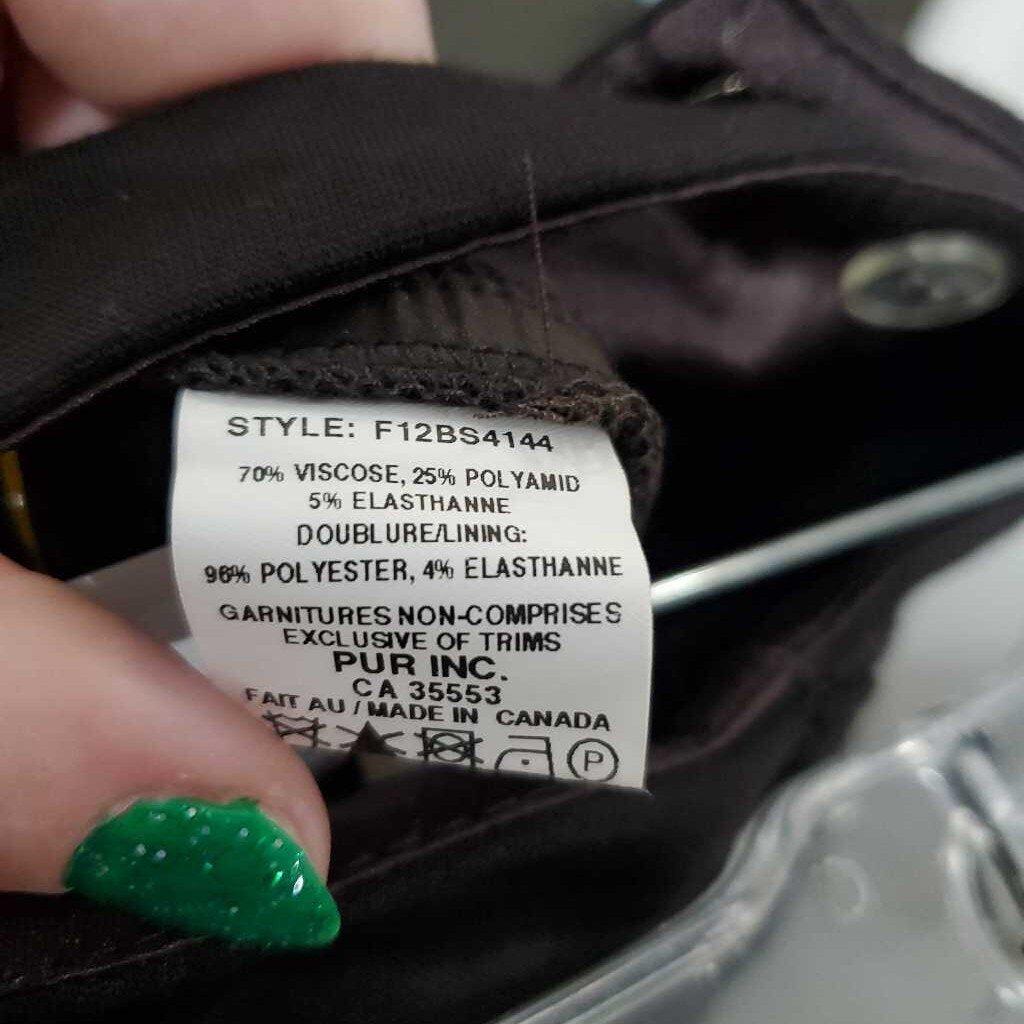 STYLE: F12BS4144
70% VISCOSE, 25% POLYAMID
5% ELASTHANNE
DOUBLURE/LINING:
96% POLYESTER, 4% ELASTHANNE
GARNITURES NON-COMPRISES
EXCLUSIVE OF TRIMS
PUR INC.
CA 35553
FAIT AU / MADE IN CANADA
P